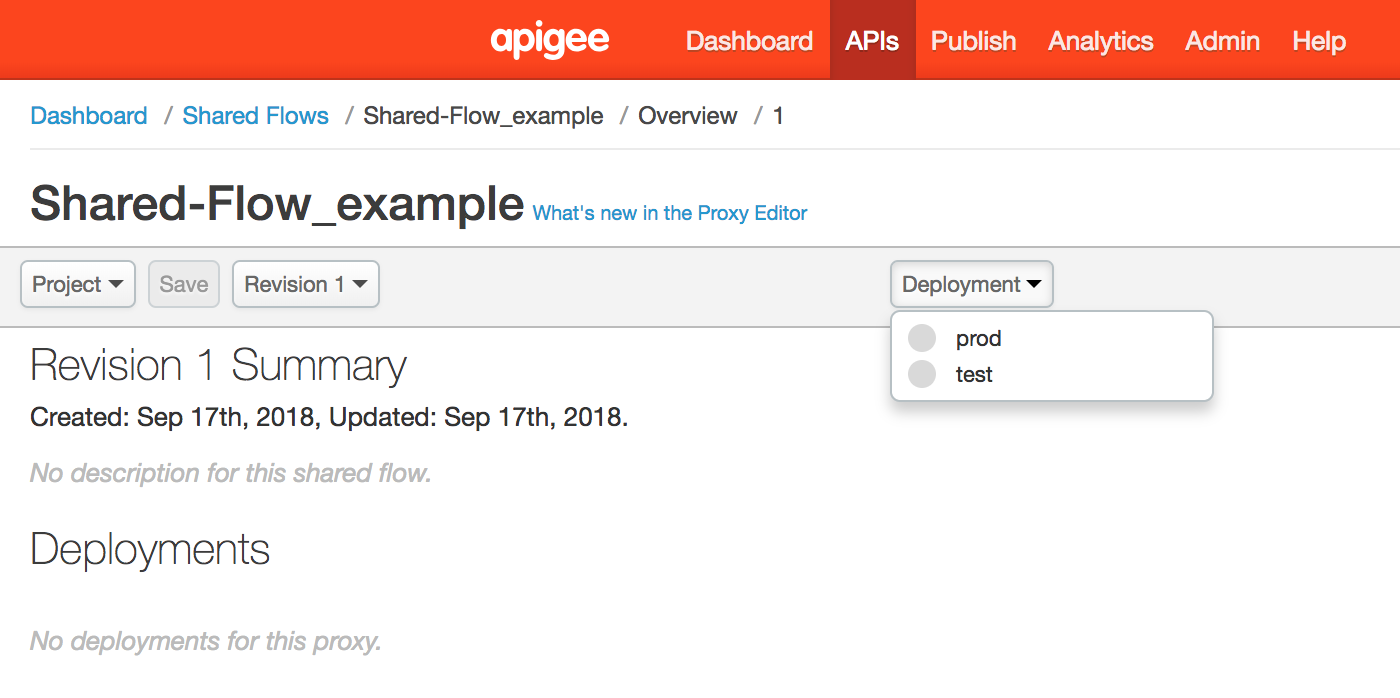 apigee Dashboard APIs Publish Analytics Admin Help
Dashboard / Shared Flows / Shared-Flow_example / Overview / 1
Shared-Flow_example What's new in the Proxy Editor
Project Save Revision 1 Deployment
prod
test
Revision 1 Summary
Created: Sep 17th, 2018, Updated: Sep 17th, 2018.
No description for this shared flow.
Deployments
No deployments for this proxy.